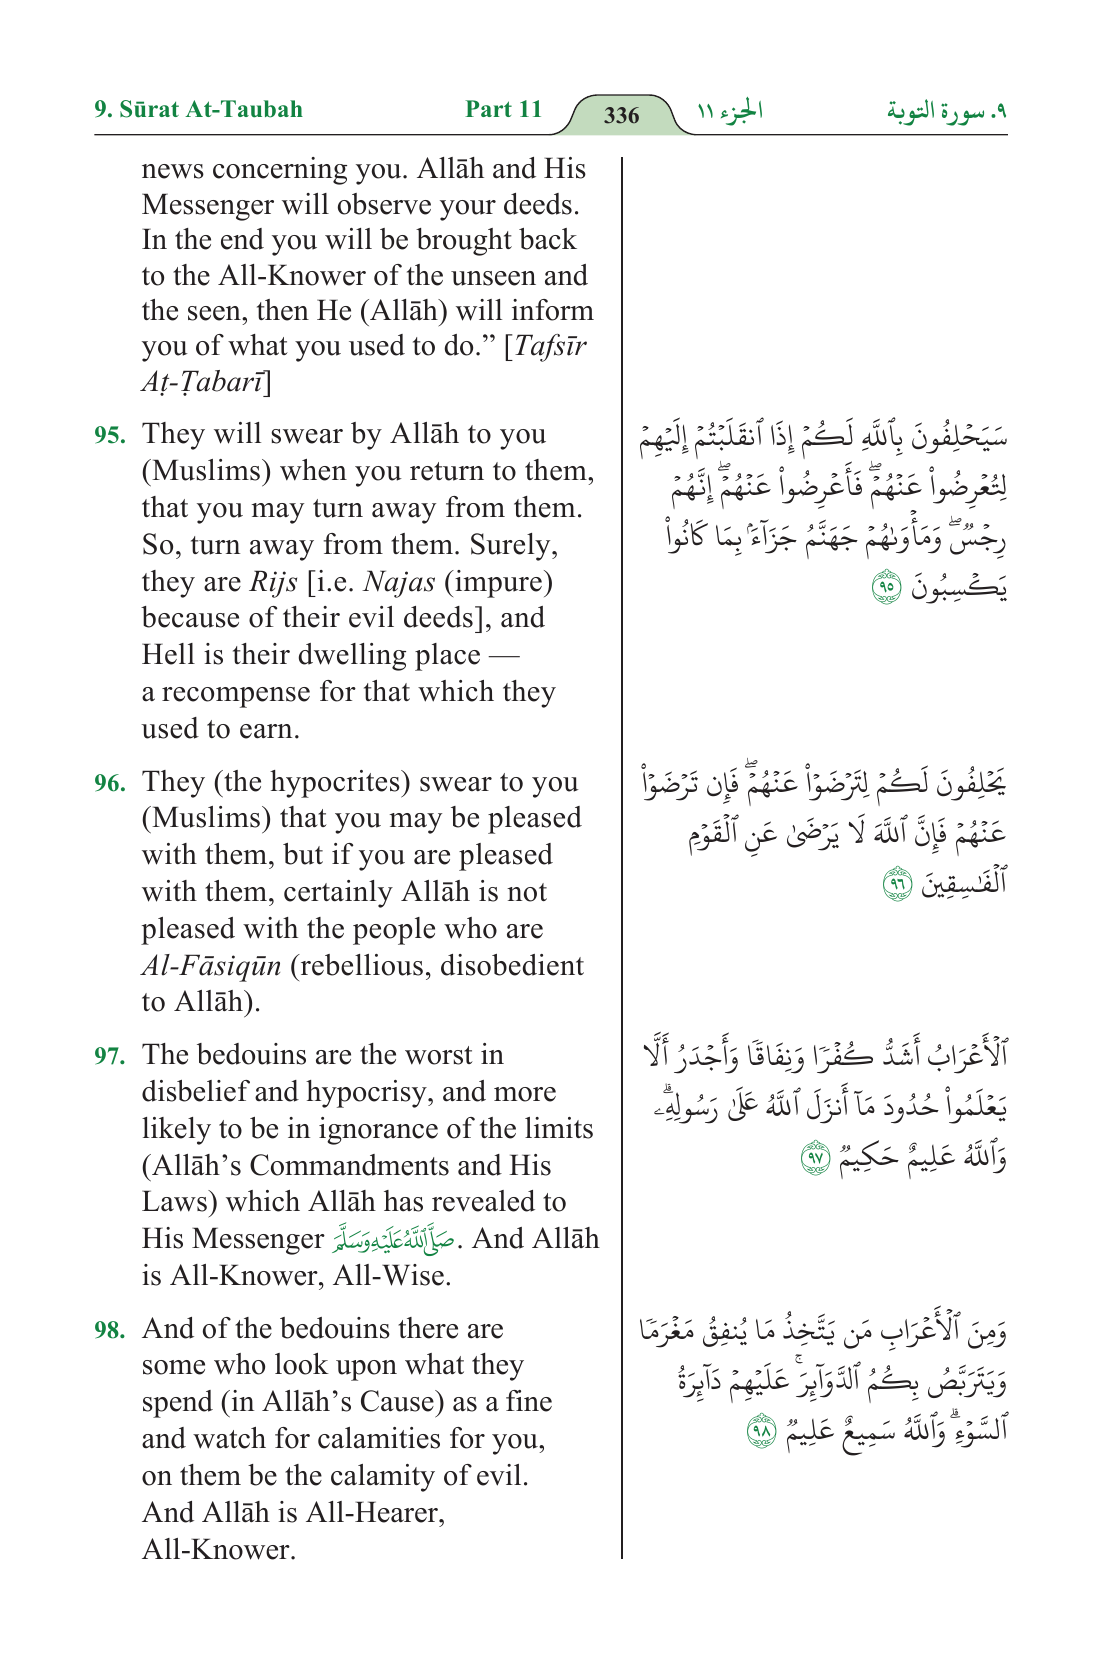 9. Sūrat At-Taubah Part 11 336 الجزء ١١ ٩. سورة التوبة
news concerning you. Allāh and His
Messenger will observe your deeds.
In the end you will be brought back
to the All-Knower of the unseen and
the seen, then He (Allāh) will inform
you of what you used to do.” [Tafsīr
Aṭ-Ṭabarī]
95. They will swear by Allāh to you
(Muslims) when you return to them,
that you may turn away from them.
So, turn away from them. Surely,
they are Rijs [i.e. Najas (impure)
because of their evil deeds], and
Hell is their dwelling place —
a recompense for that which they
used to earn.
سَيَحْلِفُونَ بِٱللَّهِ لَكُمْ إِذَا ٱنقَلَبْتُمْ إِلَيْهِمْ
لِتُعْرِضُوا۟ عَنْهُمْ ۖ فَأَعْرِضُوا۟ عَنْهُمْ ۖ إِنَّهُمْ
رِجْسٌ ۖ وَمَأْوَىٰهُمْ جَهَنَّمُ جَزَآءًۢ بِمَا كَانُوا۟
يَكْسِبُونَ ٩٥
96. They (the hypocrites) swear to you
(Muslims) that you may be pleased
with them, but if you are pleased
with them, certainly Allāh is not
pleased with the people who are
Al-Fāsiqūn (rebellious, disobedient
to Allāh).
يَحْلِفُونَ لَكُمْ لِتَرْضَوْا۟ عَنْهُمْ ۖ فَإِن تَرْضَوْا۟
عَنْهُمْ فَإِنَّ ٱللَّهَ لَا يَرْضَىٰ عَنِ ٱلْقَوْمِ
ٱلْفَـٰسِقِينَ ٩٦
97. The bedouins are the worst in
disbelief and hypocrisy, and more
likely to be in ignorance of the limits
(Allāh’s Commandments and His
Laws) which Allāh has revealed to
His Messenger صَلَّى ٱللَّهُ عَلَيْهِ وَسَلَّمَ. And Allāh
is All-Knower, All-Wise.
ٱلْأَعْرَابُ أَشَدُّ كُفْرًا وَنِفَاقًا وَأَجْدَرُ أَلَّا
يَعْلَمُوا۟ حُدُودَ مَآ أَنزَلَ ٱللَّهُ عَلَىٰ رَسُولِهِۦ ۗ
وَٱللَّهُ عَلِيمٌ حَكِيمٌ ٩٧
98. And of the bedouins there are
some who look upon what they
spend (in Allāh’s Cause) as a fine
and watch for calamities for you,
on them be the calamity of evil.
And Allāh is All-Hearer,
All-Knower.
وَمِنَ ٱلْأَعْرَابِ مَن يَتَّخِذُ مَا يُنفِقُ مَغْرَمًا
وَيَتَرَبَّصُ بِكُمُ ٱلدَّوَآئِرَ ۚ عَلَيْهِمْ دَآئِرَةُ
ٱلسَّوْءِ ۗ وَٱللَّهُ سَمِيعٌ عَلِيمٌ ٩٨